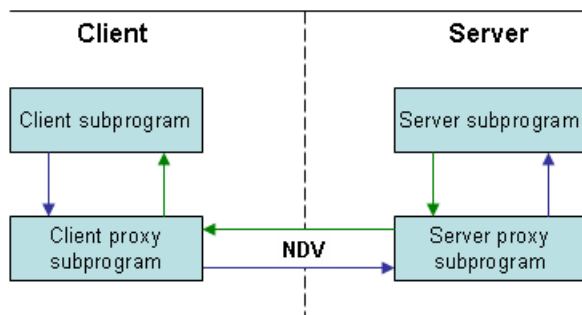 Client
Server
Client subprogram
Server subprogram
Client proxy
subprogram
NDV
Server proxy
subprogram